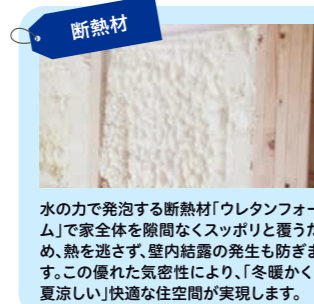 断熱材
水の力で発泡する断熱材「ウレタンフォー
ム」で家全体を隙間なくスッポリと覆うた
め、熱を逃さず、壁内結露の発生も防ぎま
す。この優れた気密性により、「冬暖かく
夏涼しい」快適な住空間が実現します。